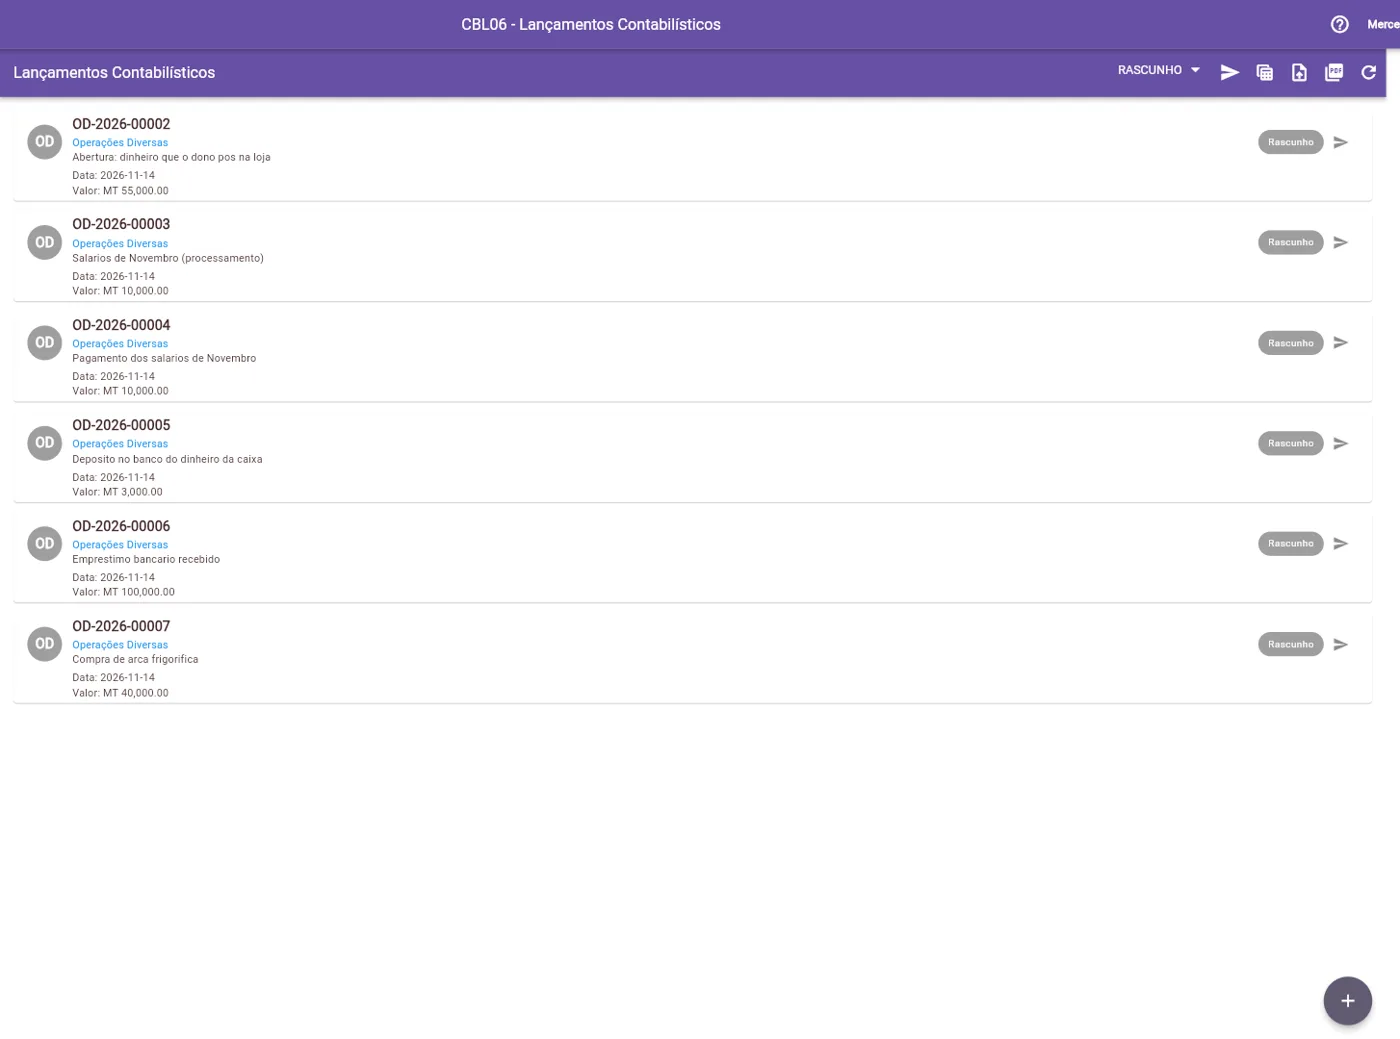 CBL06 - Lançamentos Contabilísticos
Merce
Lançamentos Contabilísticos
RASCUNHO
PDF
OD
OD-2026-00002
Operações Diversas
Abertura: dinheiro que o dono pos na loja
Data: 2026-11-14
Valor: MT 55,000.00
Rascunho
OD
OD-2026-00003
Operações Diversas
Salarios de Novembro (processamento)
Data: 2026-11-14
Valor: MT 10,000.00
Rascunho
OD
OD-2026-00004
Operações Diversas
Pagamento dos salarios de Novembro
Data: 2026-11-14
Valor: MT 10,000.00
Rascunho
OD
OD-2026-00005
Operações Diversas
Deposito no banco do dinheiro da caixa
Data: 2026-11-14
Valor: MT 3,000.00
Rascunho
OD
OD-2026-00006
Operações Diversas
Emprestimo bancario recebido
Data: 2026-11-14
Valor: MT 100,000.00
Rascunho
OD
OD-2026-00007
Operações Diversas
Compra de arca frigorifica
Data: 2026-11-14
Valor: MT 40,000.00
Rascunho